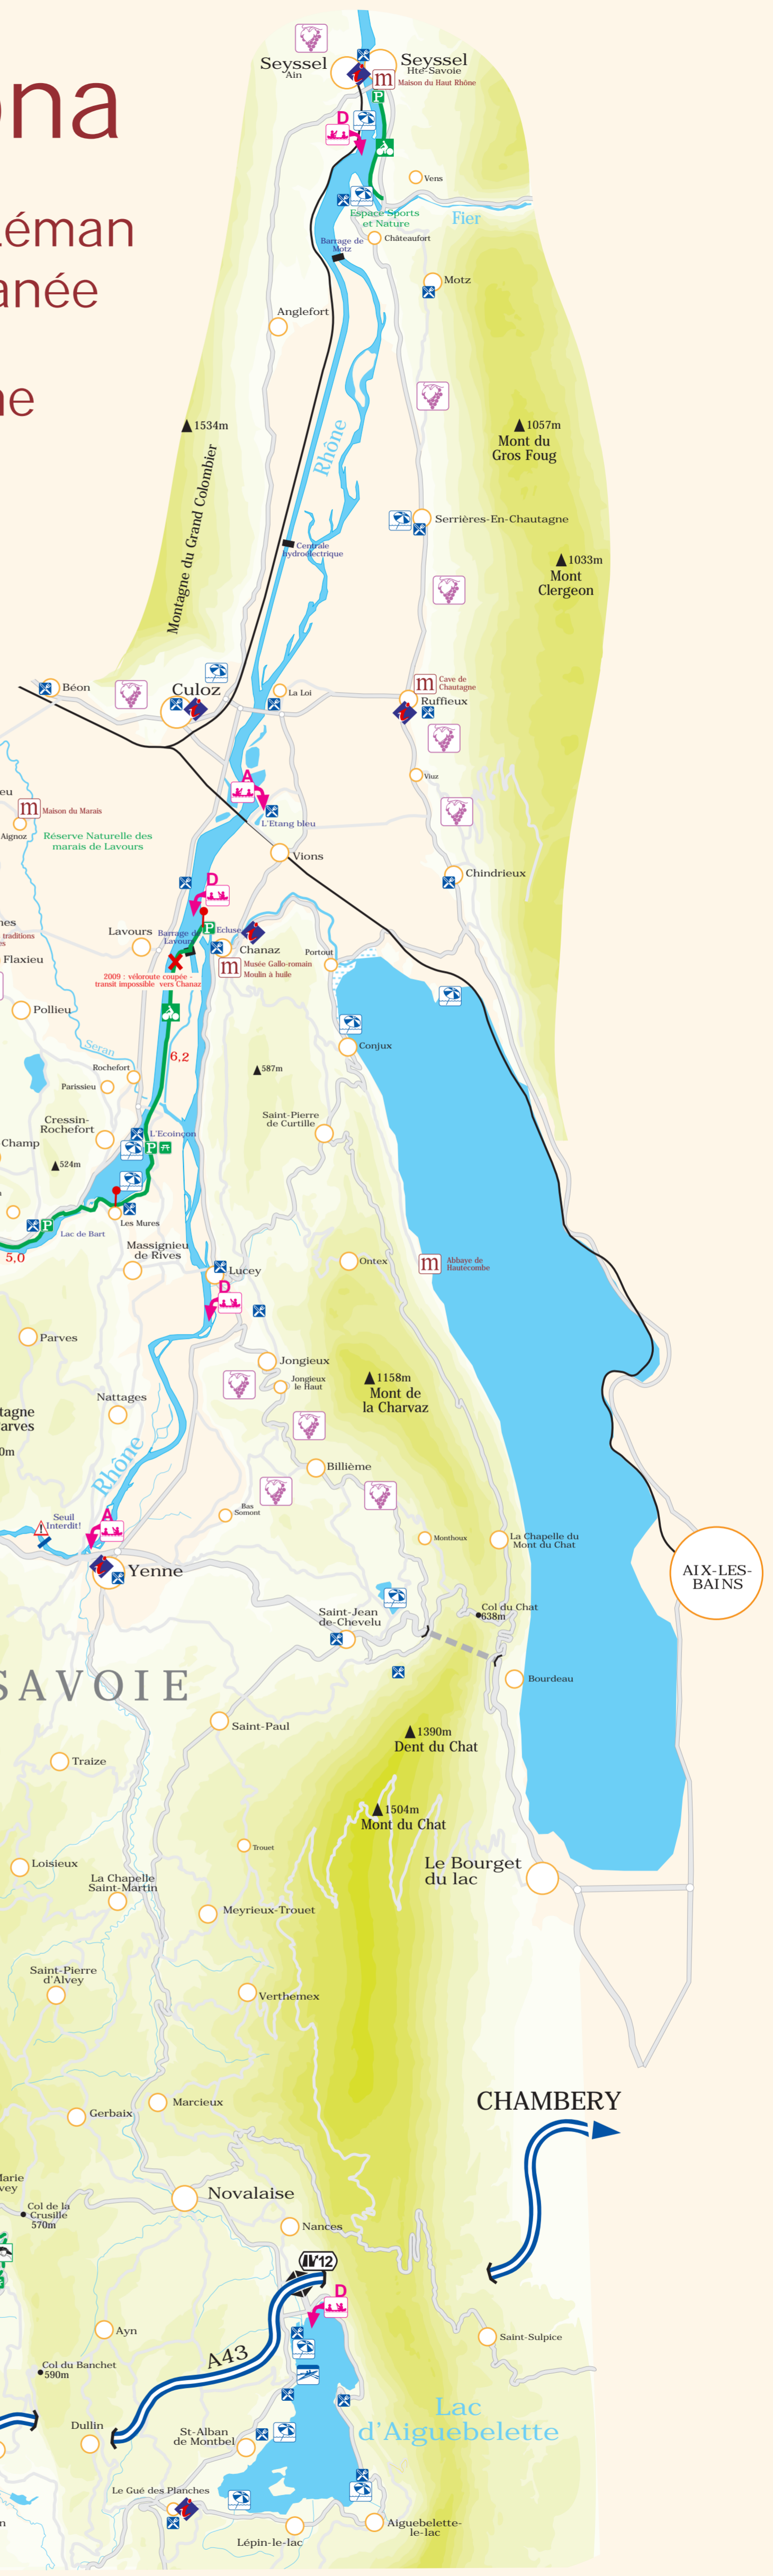 na
Léman
anée
ne
Seyssel
Ain
Seyssel
Hte-Savoie
m Maison du Haut Rhône
P
D
Vens
Fier
Espace Sports
et Nature
Châteaufort
Barrage de
Motz
Motz
Anglefort
1534m
Montagne du Grand Colombier
Rhône
1057m
Mont du
Gros Foug
Serrières-En-Chautagne
Centrale
hydroélectrique
1033m
Mont
Clergeon
Béon
Culoz
La Loi
m Cave de
Chautagne
Ruffieux
Viuz
A
L'Etang bleu
eu
m Maison du Marais
Aignoz
Réserve Naturelle des
marais de Lavours
Vions
Chindrieux
D
nes
traditions
es
Flaxieu
Lavours
Barrage de
Lavours
P
Ecluse
Chanaz
m Musée Gallo-romain
Moulin à huile
Portout
2009 : véloroute coupée -
transit impossible vers Chanaz
Pollieu
Seran
6,2
587m
Conjux
Rochefort
Parissieu
Cressin-
Rochefort
L'Ecoinçon
P
Saint-Pierre
de Curtille
Champ
524m
Les Mures
P
Lac de Bart
5,0
Massignieu
de Rives
Lucey
D
Ontex
m Abbaye de
Hautecombe
Parves
Jongieux
Jongieux
le Haut
1158m
Mont de
la Charvaz
Nattages
tagne
arves
0m
Rhône
Billième
Bas
Somont
Seuil
Interdit!
A
Yenne
Monthoux
La Chapelle du
Mont du Chat
AIX-LES-
BAINS
Saint-Jean
de-Chevelu
Col du Chat
638m
Bourdeau
SAVOIE
Saint-Paul
1390m
Dent du Chat
Traize
1504m
Mont du Chat
Trouet
Le Bourget
du lac
Loisieux
La Chapelle
Saint-Martin
Meyrieux-Trouet
Saint-Pierre
d'Alvey
Verthemex
CHAMBERY
Marcieux
Gerbaix
Marie
vey
Col de la
Crusille
570m
Novalaise
Nances
12
D
Ayn
Saint-Sulpice
A43
Col du Banchet
590m
Lac
d'Aiguebelette
Dullin
St-Alban
de Montbel
Le Gué des Planches
Lépin-le-lac
Aiguebelette-
le-lac
n